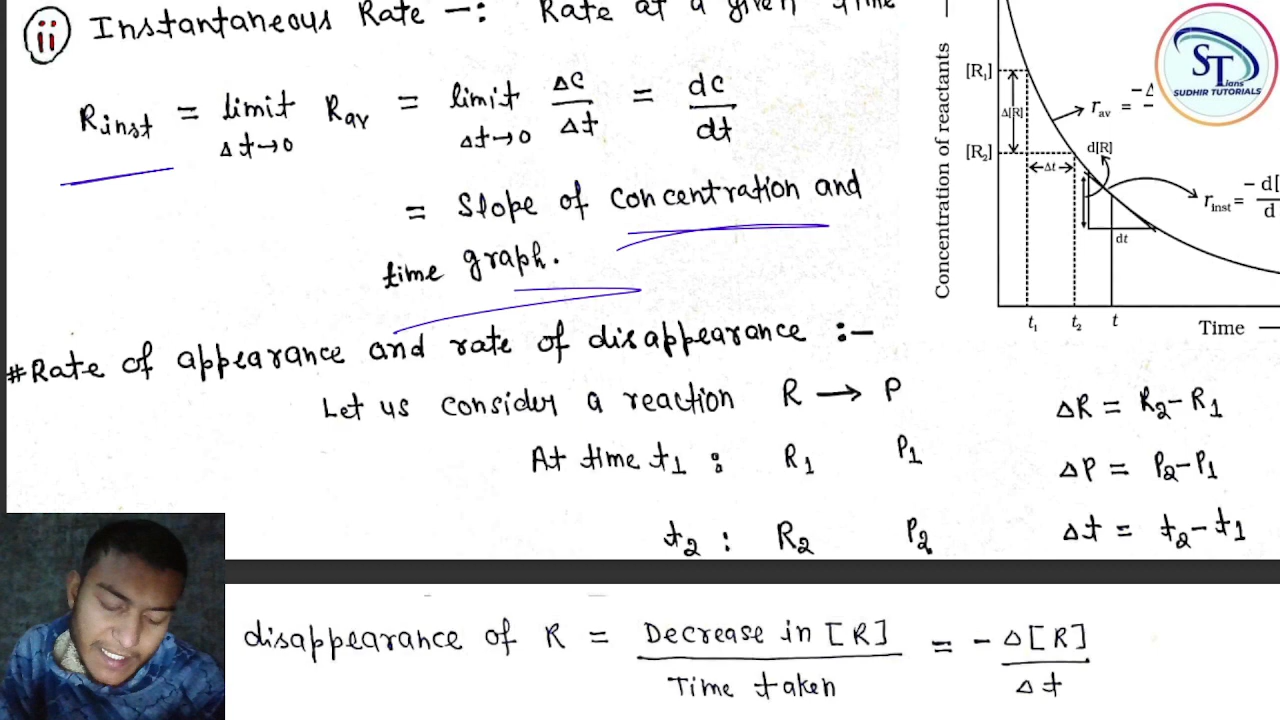 (ii) Instantaneous Rate –: Rate at a given time
R inst = limit Δt→0 Rav = limit Δt→0 Δc/Δt = dc/dt
= Slope of Concentration and
time graph.
#Rate of appearance and rate of disappearance :-
Let us consider a reaction R → P
At time t1 : R1 P1
t2 : R2 P2
ΔR = R2-R1
ΔP = P2-P1
Δt = t2-t1
disappearance of R = Decrease in [R] / Time taken = - Δ[R] / Δt
Concentration of reactants
[R1]
Δ[R]
[R2]
Δt
r av =
d[R]
r inst = – d[
d
dt
t1 t2 t
Time
ST
lans
SUDHIR TUTORIALS